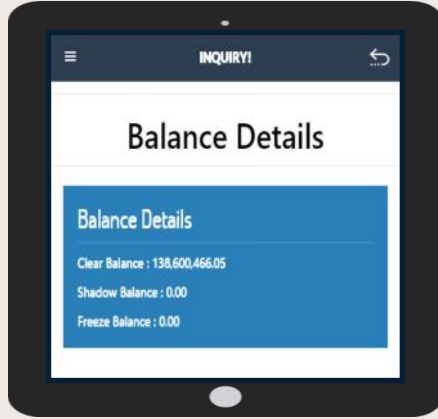 INQUIRY!
Balance Details
Balance Details
Clear Balance : 138,600,466.05
Shadow Balance : 0.00
Freeze Balance : 0.00